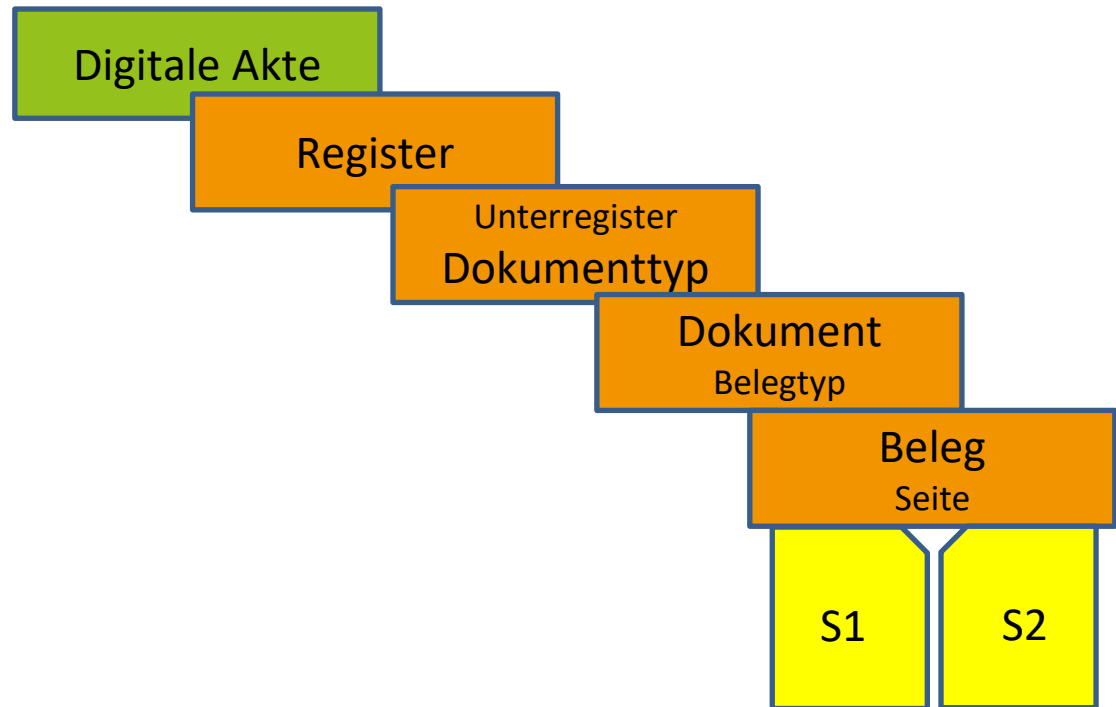 Digitale Akte
Register
Unterregister
Dokumenttyp
Dokument
Belegtyp
Beleg
Seite
S1
S2